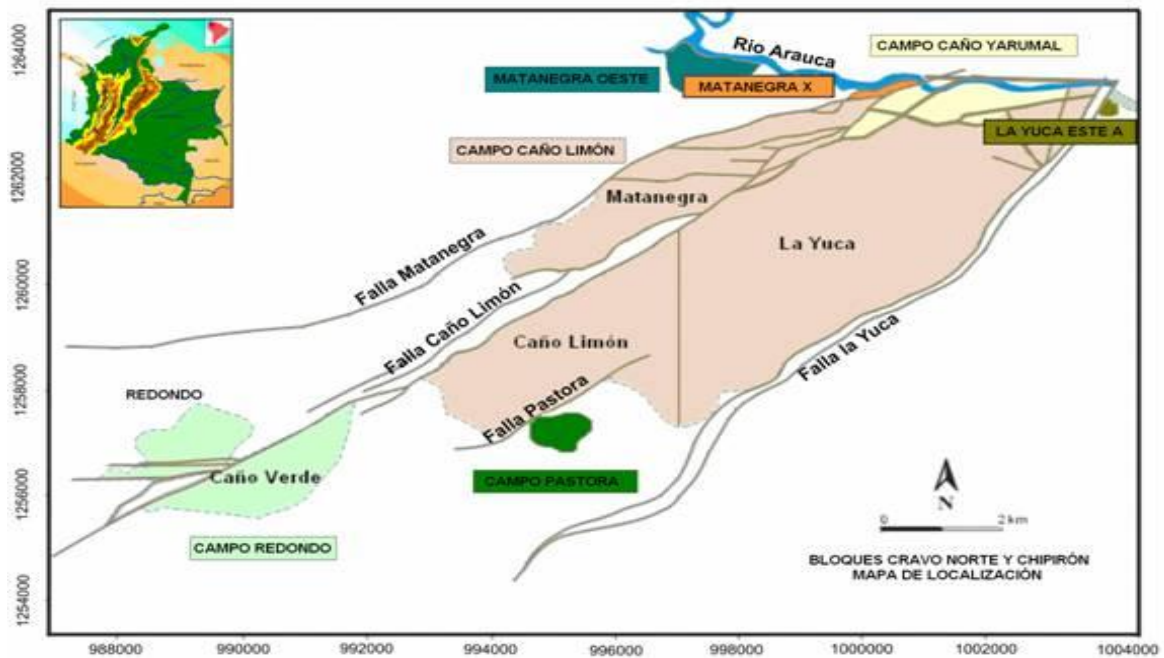 1264000
1262000
1260000
1258000
1256000
1254000
Río Arauca
CAMPO CAÑO YARUMAL
MATANEGRA OESTE
MATANEGRA X
LA YUCA ESTE A
CAMPO CAÑO LIMÓN
Matanegra
La Yuca
Falla Matanegra
Falla Caño Limón
Caño Limón
Falla la Yuca
Falla Pastora
REDONDO
Caño Verde
CAMPO PASTORA
CAMPO REDONDO
N
0 2 km
BLOQUES CRAVO NORTE Y CHIPIRÓN
MAPA DE LOCALIZACIÓN
988000 990000 992000 994000 996000 998000 1000000 1002000 1004000